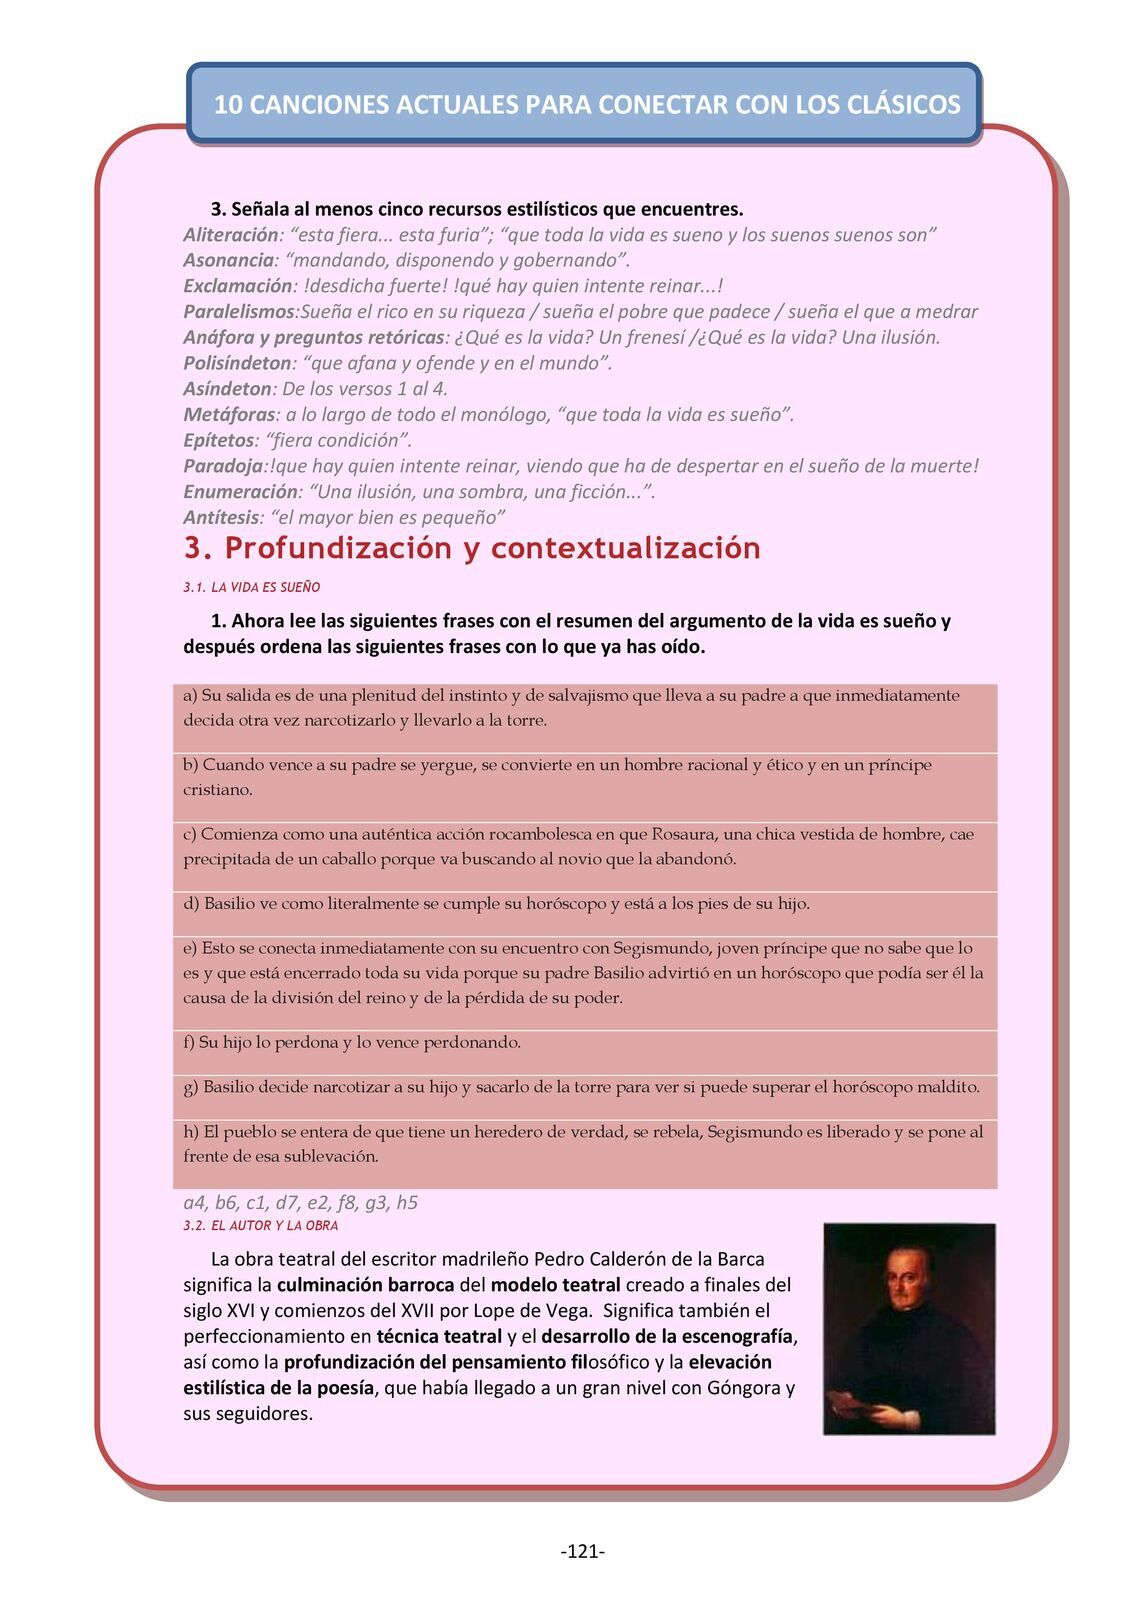 10 CANCIONES ACTUALES PARA CONECTAR CON LOS CLÁSICOS
3. Señala al menos cinco recursos estilísticos que encuentres.
Aliteración: “esta fiera... esta furia”; “que toda la vida es sueno y los suenos suenos son”
Asonancia: “mandando, disponendo y gobernando”.
Exclamación: !desdicha fuerte! !qué hay quien intente reinar...!
Paralelismos:Sueña el rico en su riqueza / sueña el pobre que padece / sueña el que a medrar
Anáfora y preguntos retóricas: ¿Qué es la vida? Un frenesí /¿Qué es la vida? Una ilusión.
Polisíndeton: “que afana y ofende y en el mundo”.
Asíndeton: De los versos 1 al 4.
Metáforas: a lo largo de todo el monólogo, “que toda la vida es sueño”.
Epítetos: “fiera condición”.
Paradoja:!que hay quien intente reinar, viendo que ha de despertar en el sueño de la muerte!
Enumeración: “Una ilusión, una sombra, una ficción...”.
Antítesis: “el mayor bien es pequeño”
3. Profundización y contextualización
3.1. LA VIDA ES SUEÑO
1. Ahora lee las siguientes frases con el resumen del argumento de la vida es sueño y
después ordena las siguientes frases con lo que ya has oído.
a) Su salida es de una plenitud del instinto y de salvajismo que lleva a su padre a que inmediatamente
decida otra vez narcotizarlo y llevarlo a la torre.
b) Cuando vence a su padre se yergue, se convierte en un hombre racional y ético y en un príncipe
cristiano.
c) Comienza como una auténtica acción rocambolesca en que Rosaura, una chica vestida de hombre, cae
precipitada de un caballo porque va buscando al novio que la abandonó.
d) Basilio ve como literalmente se cumple su horóscopo y está a los pies de su hijo.
e) Esto se conecta inmediatamente con su encuentro con Segismundo, joven príncipe que no sabe que lo
es y que está encerrado toda su vida porque su padre Basilio advirtió en un horóscopo que podía ser él la
causa de la división del reino y de la pérdida de su poder.
f) Su hijo lo perdona y lo vence perdonando.
g) Basilio decide narcotizar a su hijo y sacarlo de la torre para ver si puede superar el horóscopo maldito.
h) El pueblo se entera de que tiene un heredero de verdad, se rebela, Segismundo es liberado y se pone al
frente de esa sublevación.
a4, b6, c1, d7, e2, f8, g3, h5
3.2. EL AUTOR Y LA OBRA
La obra teatral del escritor madrileño Pedro Calderón de la Barca
significa la culminación barroca del modelo teatral creado a finales del
siglo XVI y comienzos del XVII por Lope de Vega. Significa también el
perfeccionamiento en técnica teatral y el desarrollo de la escenografía,
así como la profundización del pensamiento filosófico y la elevación
estilística de la poesía, que había llegado a un gran nivel con Góngora y
sus seguidores.
-121-